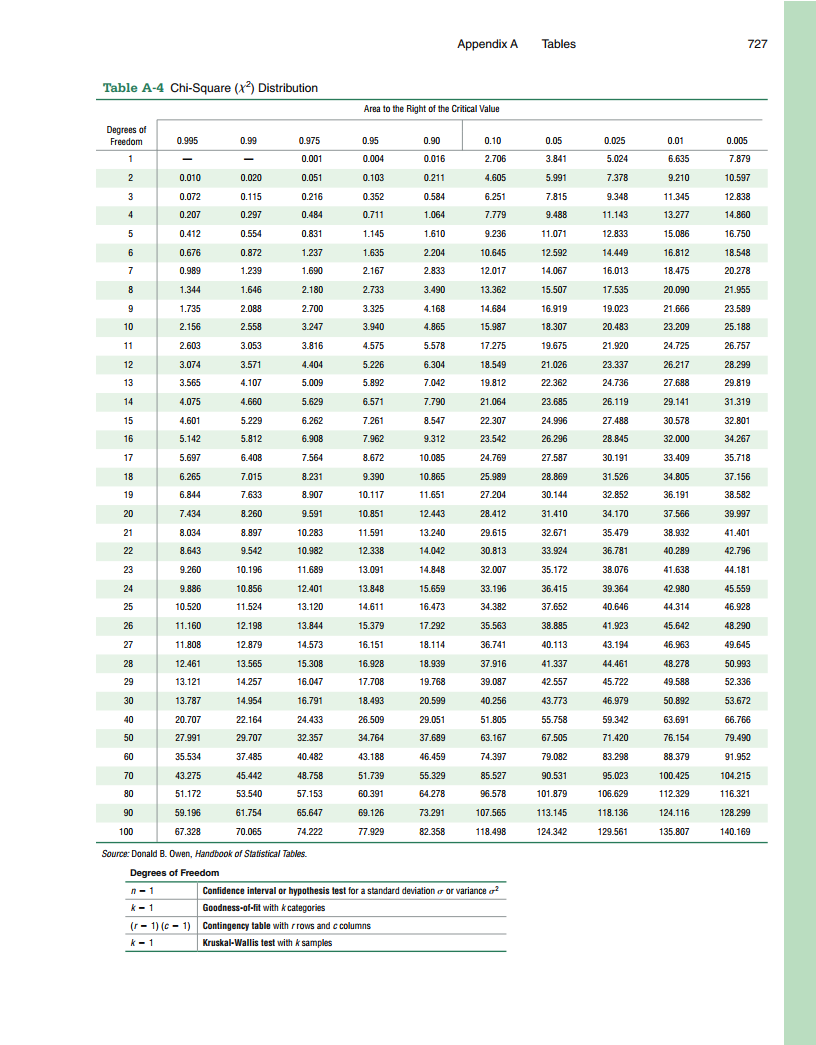 Appendix A Tables 727
Table A-4 Chi-Square (χ²) Distribution
Area to the Right of the Critical Value
Degrees of
Freedom 0.995 0.99 0.975 0.95 0.90 0.10 0.05 0.025 0.01 0.005
1 — — 0.001 0.004 0.016 2.706 3.841 5.024 6.635 7.879
2 0.010 0.020 0.051 0.103 0.211 4.605 5.991 7.378 9.210 10.597
3 0.072 0.115 0.216 0.352 0.584 6.251 7.815 9.348 11.345 12.838
4 0.207 0.297 0.484 0.711 1.064 7.779 9.488 11.143 13.277 14.860
5 0.412 0.554 0.831 1.145 1.610 9.236 11.071 12.833 15.086 16.750
6 0.676 0.872 1.237 1.635 2.204 10.645 12.592 14.449 16.812 18.548
7 0.989 1.239 1.690 2.167 2.833 12.017 14.067 16.013 18.475 20.278
8 1.344 1.646 2.180 2.733 3.490 13.362 15.507 17.535 20.090 21.955
9 1.735 2.088 2.700 3.325 4.168 14.684 16.919 19.023 21.666 23.589
10 2.156 2.558 3.247 3.940 4.865 15.987 18.307 20.483 23.209 25.188
11 2.603 3.053 3.816 4.575 5.578 17.275 19.675 21.920 24.725 26.757
12 3.074 3.571 4.404 5.226 6.304 18.549 21.026 23.337 26.217 28.299
13 3.565 4.107 5.009 5.892 7.042 19.812 22.362 24.736 27.688 29.819
14 4.075 4.660 5.629 6.571 7.790 21.064 23.685 26.119 29.141 31.319
15 4.601 5.229 6.262 7.261 8.547 22.307 24.996 27.488 30.578 32.801
16 5.142 5.812 6.908 7.962 9.312 23.542 26.296 28.845 32.000 34.267
17 5.697 6.408 7.564 8.672 10.085 24.769 27.587 30.191 33.409 35.718
18 6.265 7.015 8.231 9.390 10.865 25.989 28.869 31.526 34.805 37.156
19 6.844 7.633 8.907 10.117 11.651 27.204 30.144 32.852 36.191 38.582
20 7.434 8.260 9.591 10.851 12.443 28.412 31.410 34.170 37.566 39.997
21 8.034 8.897 10.283 11.591 13.240 29.615 32.671 35.479 38.932 41.401
22 8.643 9.542 10.982 12.338 14.042 30.813 33.924 36.781 40.289 42.796
23 9.260 10.196 11.689 13.091 14.848 32.007 35.172 38.076 41.638 44.181
24 9.886 10.856 12.401 13.848 15.659 33.196 36.415 39.364 42.980 45.559
25 10.520 11.524 13.120 14.611 16.473 34.382 37.652 40.646 44.314 46.928
26 11.160 12.198 13.844 15.379 17.292 35.563 38.885 41.923 45.642 48.290
27 11.808 12.879 14.573 16.151 18.114 36.741 40.113 43.194 46.963 49.645
28 12.461 13.565 15.308 16.928 18.939 37.916 41.337 44.461 48.278 50.993
29 13.121 14.257 16.047 17.708 19.768 39.087 42.557 45.722 49.588 52.336
30 13.787 14.954 16.791 18.493 20.599 40.256 43.773 46.979 50.892 53.672
40 20.707 22.164 24.433 26.509 29.051 51.805 55.758 59.342 63.691 66.766
50 27.991 29.707 32.357 34.764 37.689 63.167 67.505 71.420 76.154 79.490
60 35.534 37.485 40.482 43.188 46.459 74.397 79.082 83.298 88.379 91.952
70 43.275 45.442 48.758 51.739 55.329 85.527 90.531 95.023 100.425 104.215
80 51.172 53.540 57.153 60.391 64.278 96.578 101.879 106.629 112.329 116.321
90 59.196 61.754 65.647 69.126 73.291 107.565 113.145 118.136 124.116 128.299
100 67.328 70.065 74.222 77.929 82.358 118.498 124.342 129.561 135.807 140.169
Source: Donald B. Owen, Handbook of Statistical Tables.
Degrees of Freedom
n − 1 Confidence interval or hypothesis test for a standard deviation σ or variance σ²
k − 1 Goodness-of-fit with k categories
(r − 1) (c − 1) Contingency table with r rows and c columns
k − 1 Kruskal-Wallis test with k samples